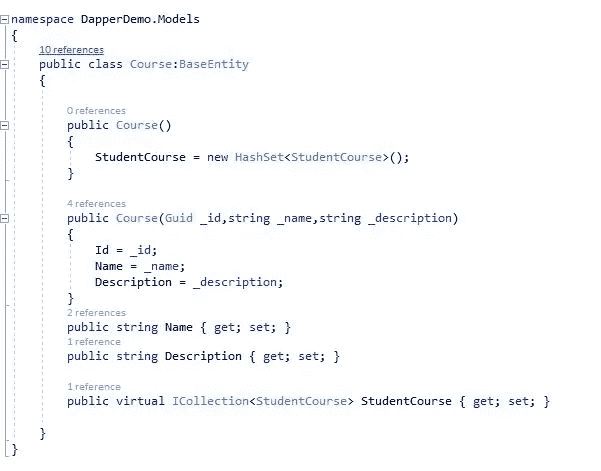 namespace DapperDemo.Models
{
10 references
public class Course:BaseEntity
{
0 references
public Course()
{
StudentCourse = new HashSet<StudentCourse>();
}
4 references
public Course(Guid _id,string _name,string _description)
{
Id = _id;
Name = _name;
Description = _description;
}
2 references
public string Name { get; set; }
1 reference
public string Description { get; set; }
1 reference
public virtual ICollection<StudentCourse> StudentCourse { get; set; }
}
}